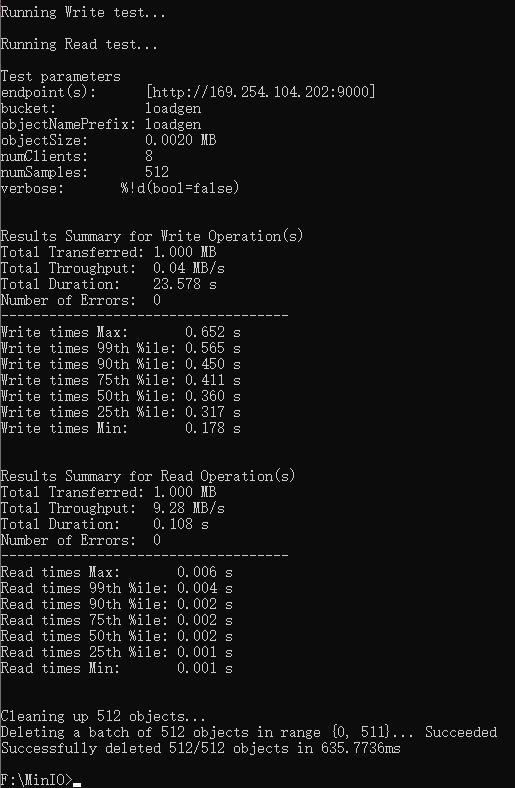 Running Write test...
Running Read test...
Test parameters
endpoint(s):      [http://169.254.104.202:9000]
bucket:           loadgen
objectNamePrefix: loadgen
objectSize:       0.0020 MB
numClients:       8
numSamples:       512
verbose:       %!d(bool=false)
Results Summary for Write Operation(s)
Total Transferred: 1.000 MB
Total Throughput:  0.04 MB/s
Total Duration:    23.578 s
Number of Errors:  0
------------------------------------
Write times Max:       0.652 s
Write times 99th %ile: 0.565 s
Write times 90th %ile: 0.450 s
Write times 75th %ile: 0.411 s
Write times 50th %ile: 0.360 s
Write times 25th %ile: 0.317 s
Write times Min:       0.178 s
Results Summary for Read Operation(s)
Total Transferred: 1.000 MB
Total Throughput:  9.28 MB/s
Total Duration:    0.108 s
Number of Errors:  0
------------------------------------
Read times Max:       0.006 s
Read times 99th %ile: 0.004 s
Read times 90th %ile: 0.002 s
Read times 75th %ile: 0.002 s
Read times 50th %ile: 0.002 s
Read times 25th %ile: 0.001 s
Read times Min:       0.001 s
Cleaning up 512 objects...
Deleting a batch of 512 objects in range {0, 511}... Succeeded
Successfully deleted 512/512 objects in 635.7736ms
F:\MinIO>